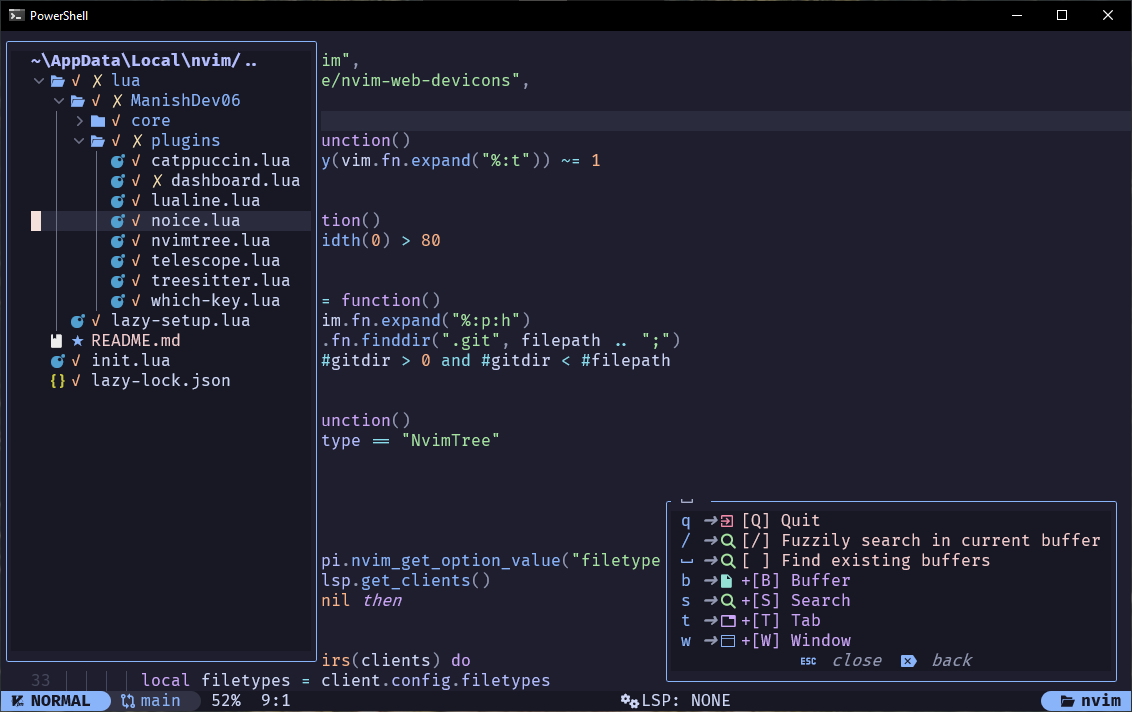 PowerShell
~\AppData\Local\nvim/..
lua
ManishDev06
core
plugins
catppuccin.lua
dashboard.lua
lualine.lua
noice.lua
nvimtree.lua
telescope.lua
treesitter.lua
which-key.lua
lazy-setup.lua
README.md
init.lua
{} lazy-lock.json
im",
e/nvim-web-devicons",
unction()
y(vim.fn.expand("%:t")) ~= 1
tion()
idth(0) > 80
= function()
im.fn.expand("%:p:h")
.fn.finddir(".git", filepath .. ";")
#gitdir > 0 and #gitdir < #filepath
unction()
type == "NvimTree"
pi.nvim_get_option_value("filetype
lsp.get_clients()
nil then
irs(clients) do
33 local filetypes = client.config.filetypes
q → [Q] Quit
/ → [/] Fuzzily search in current buffer
␣ → [ ] Find existing buffers
b → +[B] Buffer
s → +[S] Search
t → +[T] Tab
w → +[W] Window
ESC close back
NORMAL main 52% 9:1 LSP: NONE nvim